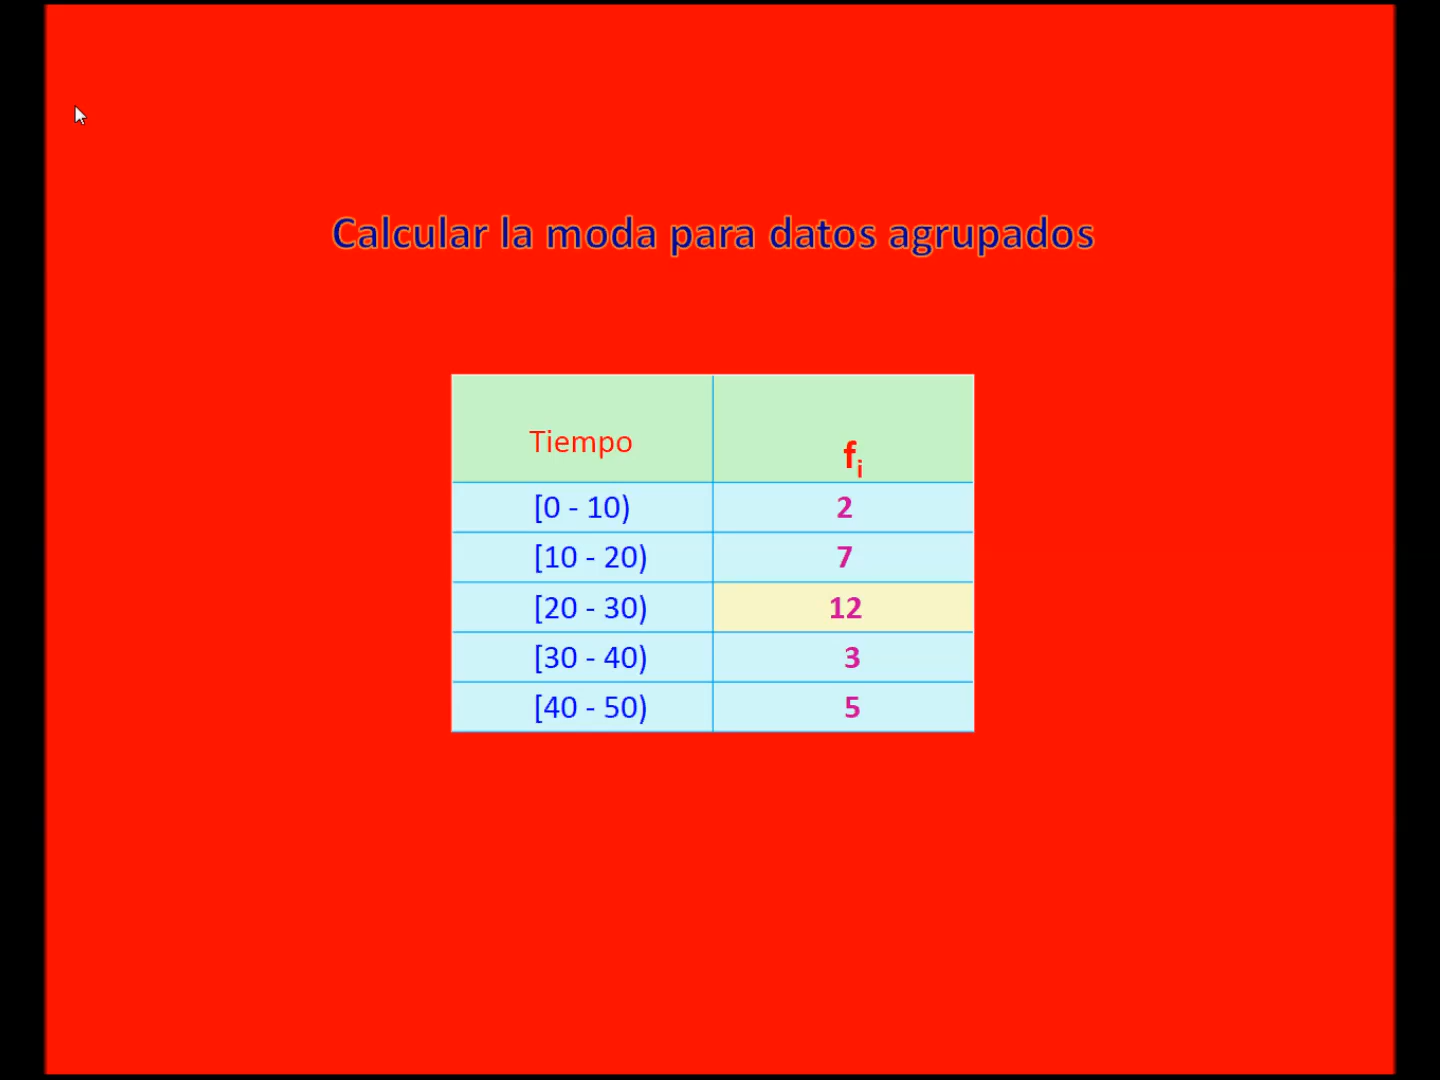 Calcular la moda para datos agrupados
Tiempo fi
[0 - 10) 2
[10 - 20) 7
[20 - 30) 12
[30 - 40) 3
[40 - 50) 5